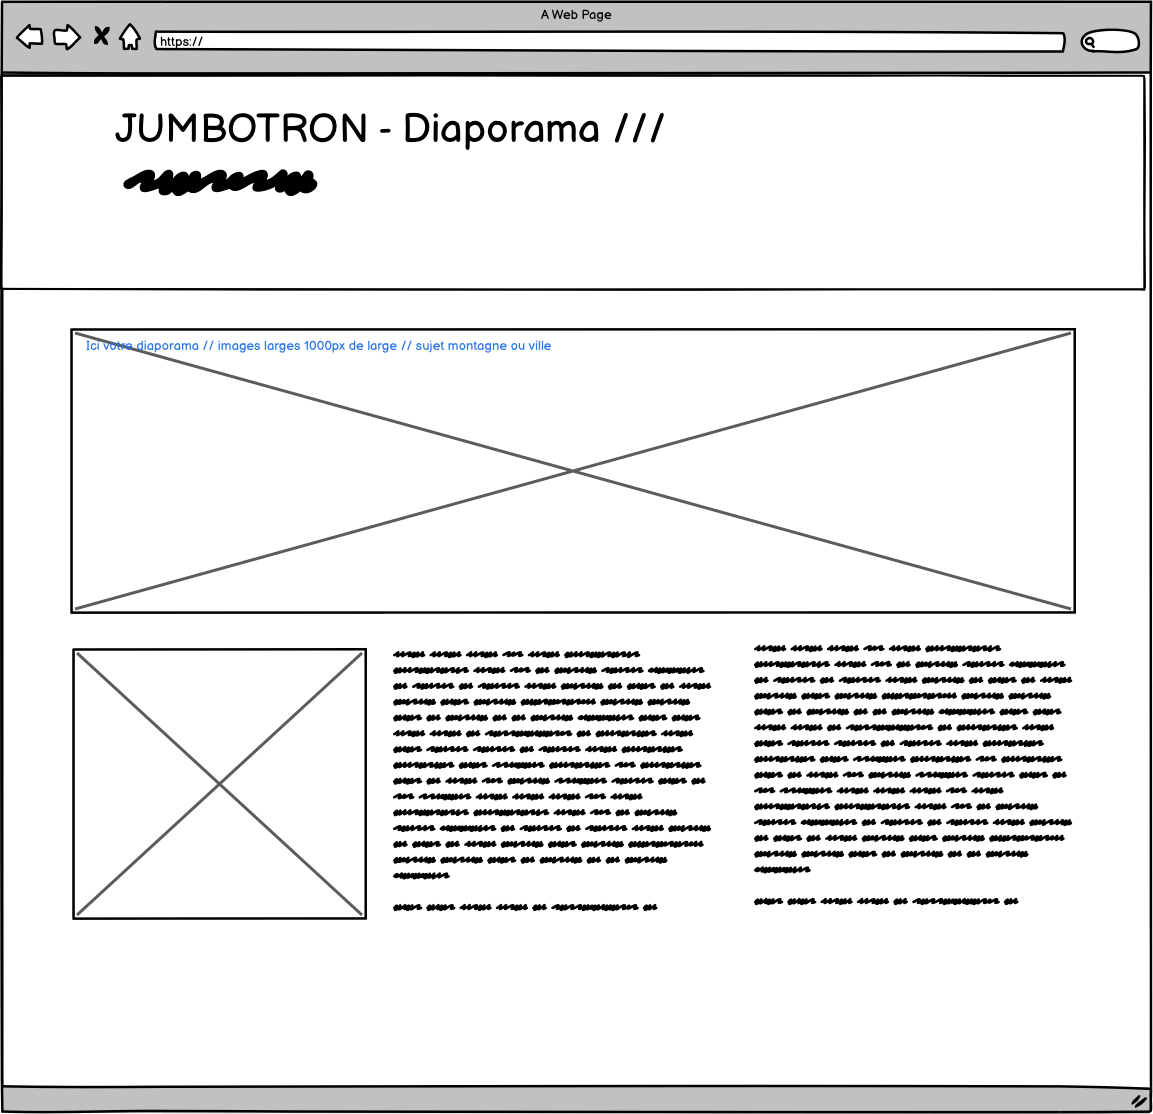 A Web Page
https://
JUMBOTRON - Diaporama ///
Ici votre diaporama // images larges 1000px de large // sujet montagne ou ville